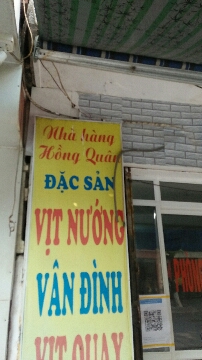 Nhà hàng
Hồng Quân
ĐẶC SẢN
VỊT NƯỚNG
VÂN ĐÌNH
VỊT QUAY